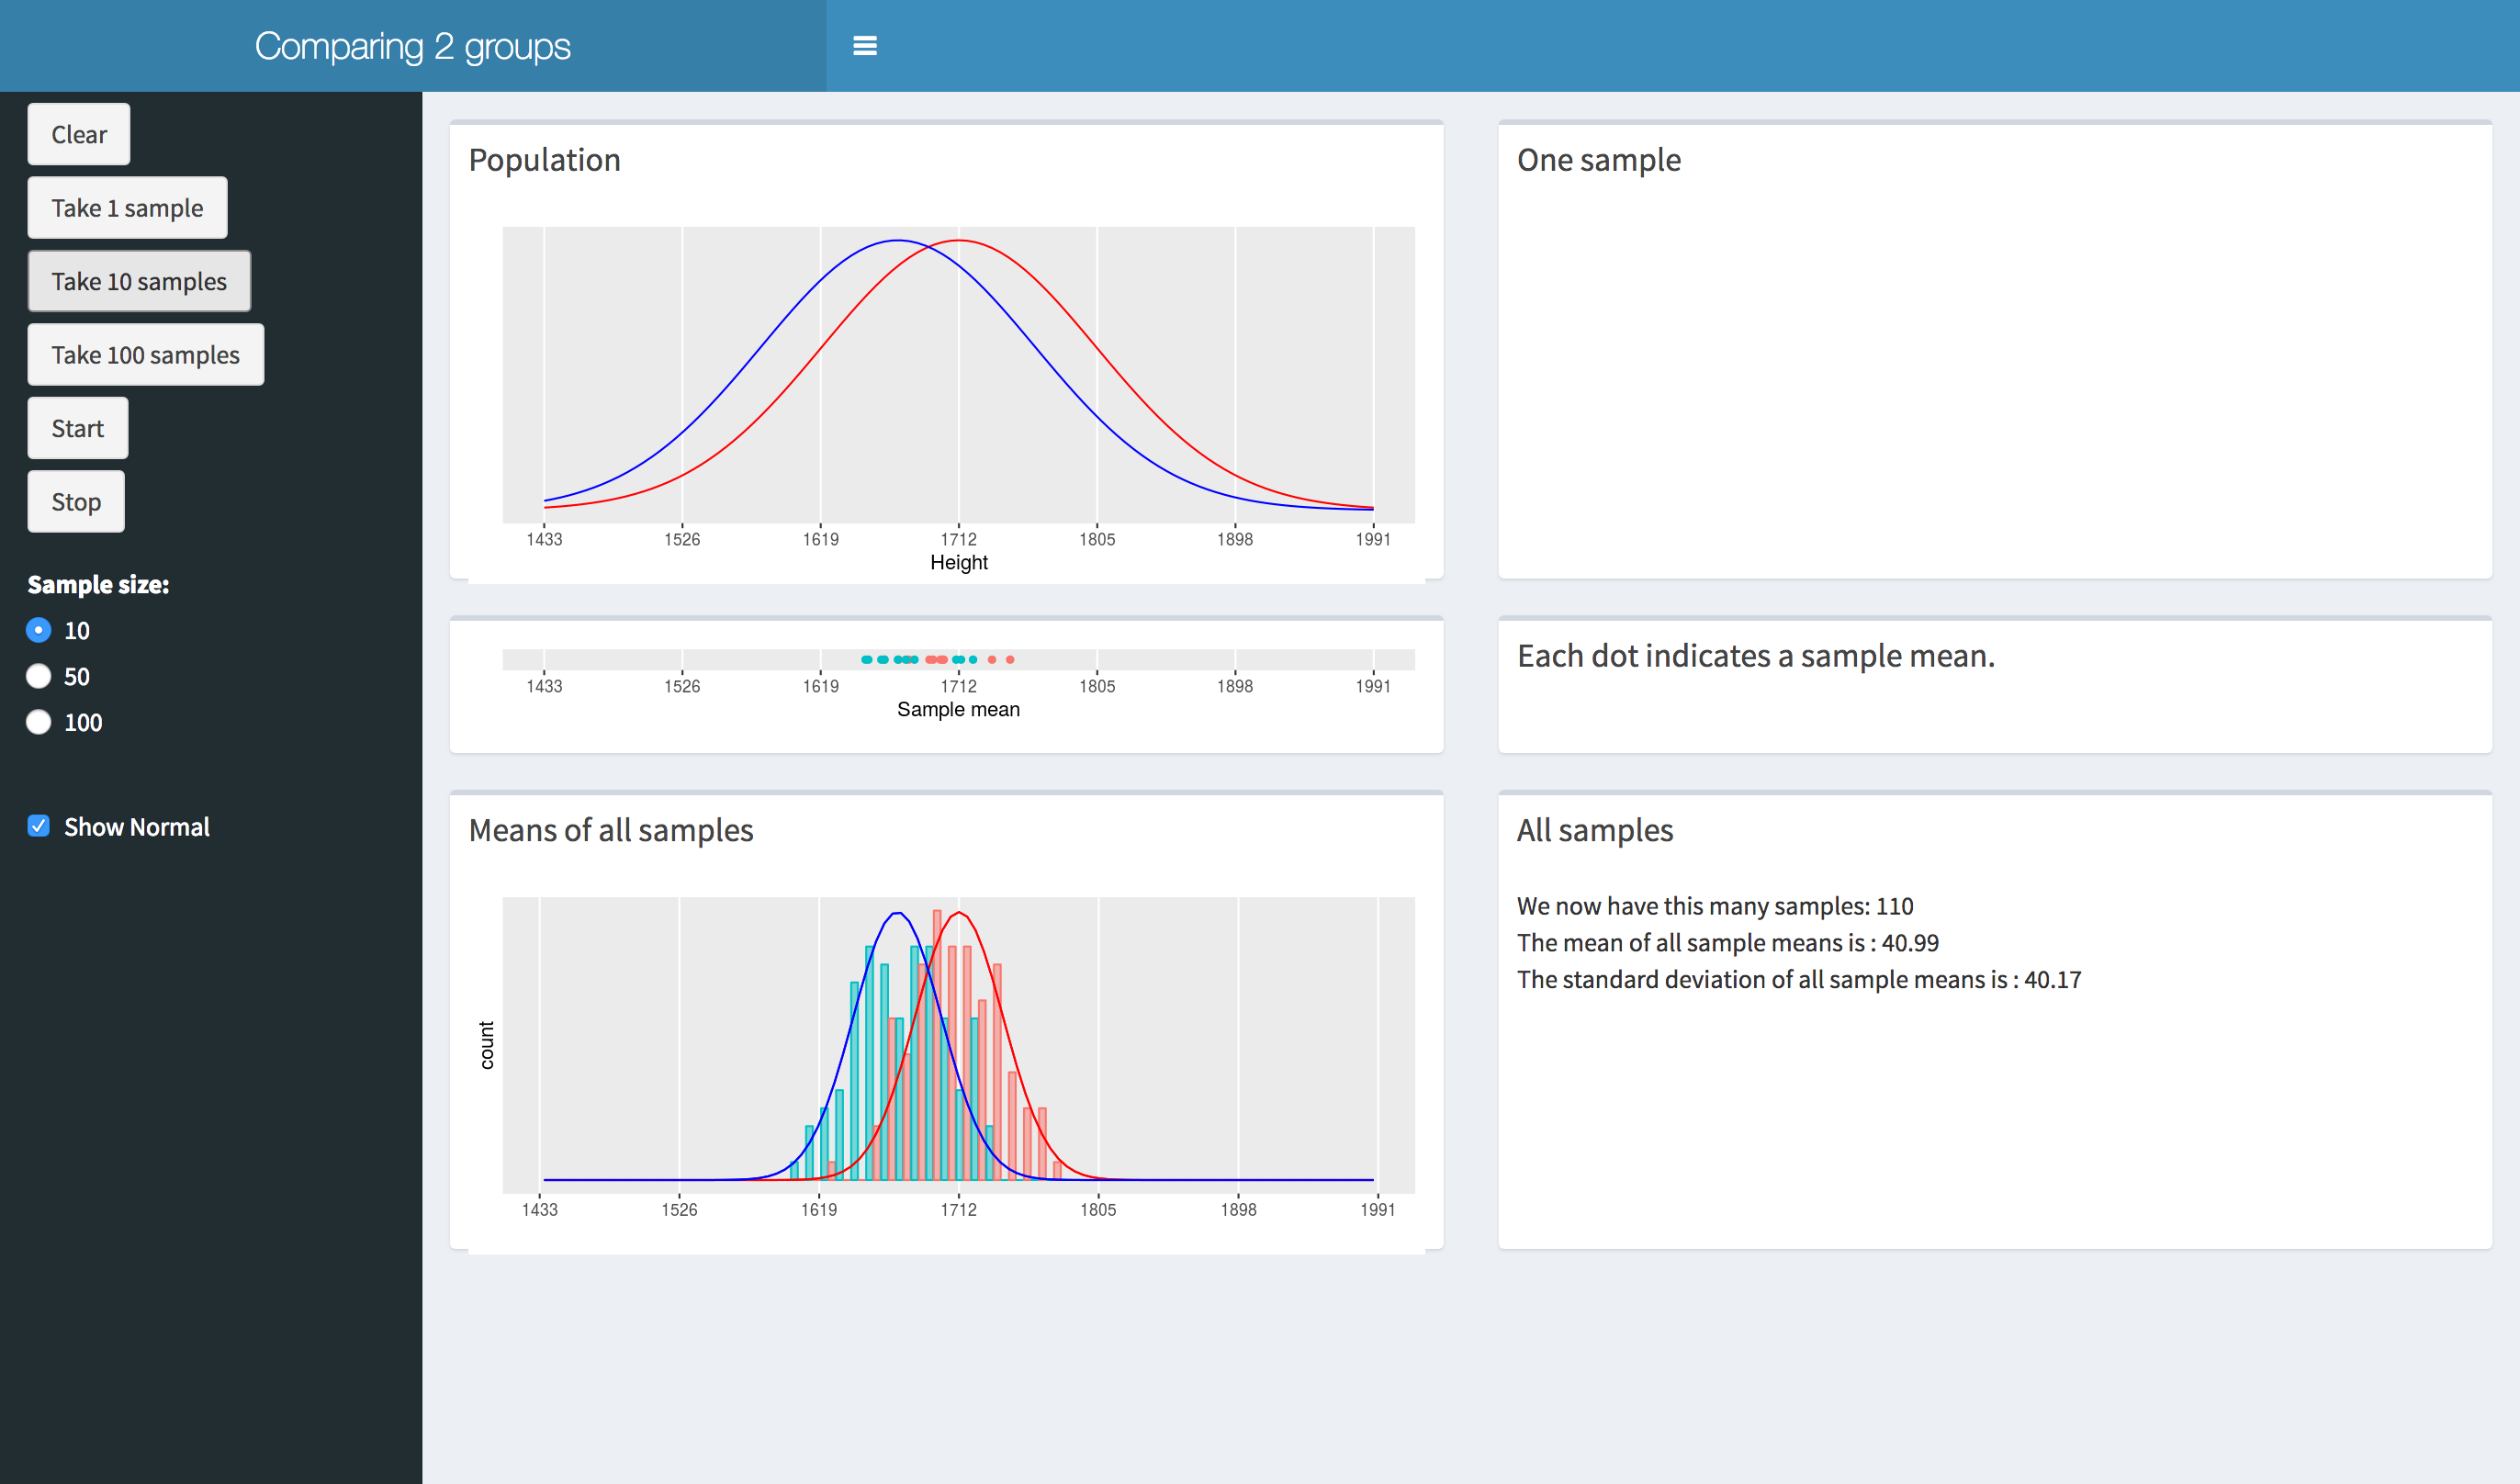 Comparing 2 groups
Clear
Take 1 sample
Take 10 samples
Take 100 samples
Start
Stop
Sample size:
10
50
100
Show Normal
Population
1433 1526 1619 1712 1805 1898 1991
Height
One sample
1433 1526 1619 1712 1805 1898 1991
Sample mean
Each dot indicates a sample mean.
Means of all samples
count
1433 1526 1619 1712 1805 1898 1991
All samples
We now have this many samples: 110
The mean of all sample means is : 40.99
The standard deviation of all sample means is : 40.17